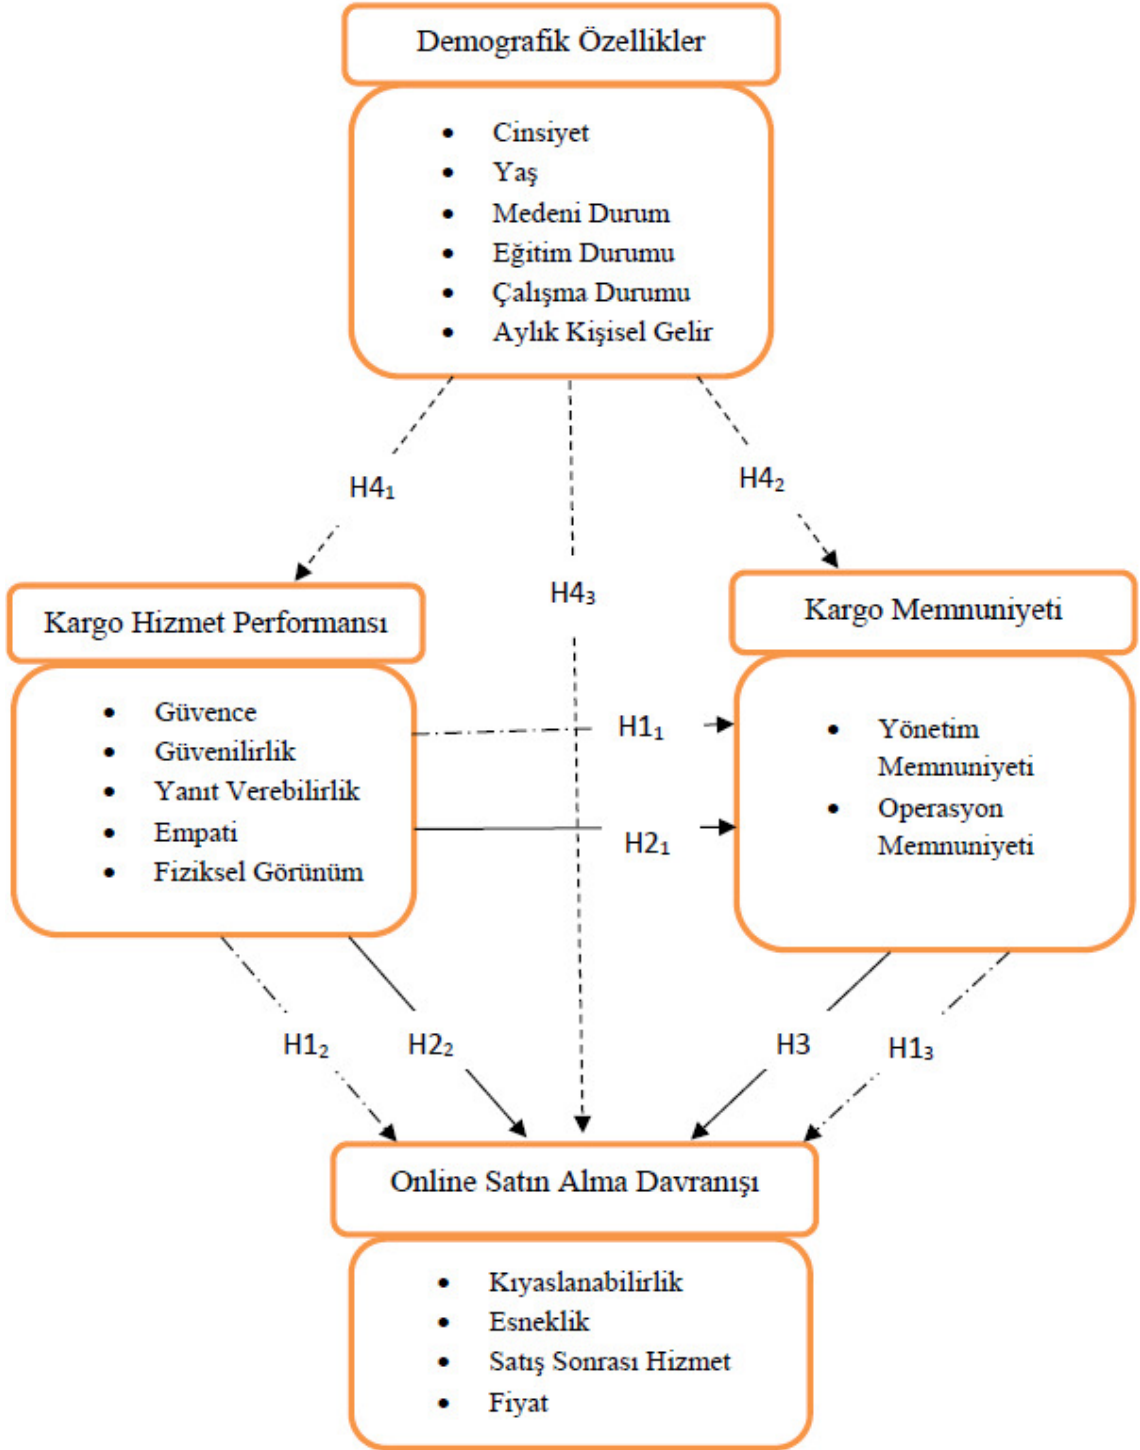 Demografik Özellikler
• Cinsiyet
• Yaş
• Medeni Durum
• Eğitim Durumu
• Çalışma Durumu
• Aylık Kişisel Gelir
H4₁
H4₂
H4₃
Kargo Hizmet Performansı
• Güvence
• Güvenilirlik
• Yanıt Verebilirlik
• Empati
• Fiziksel Görünüm
Kargo Memnuniyeti
• Yönetim
Memnuniyeti
• Operasyon
Memnuniyeti
H1₁
H2₁
H1₂
H2₂
H3
H1₃
Online Satın Alma Davranışı
• Kıyaslanabilirlik
• Esneklik
• Satış Sonrası Hizmet
• Fiyat